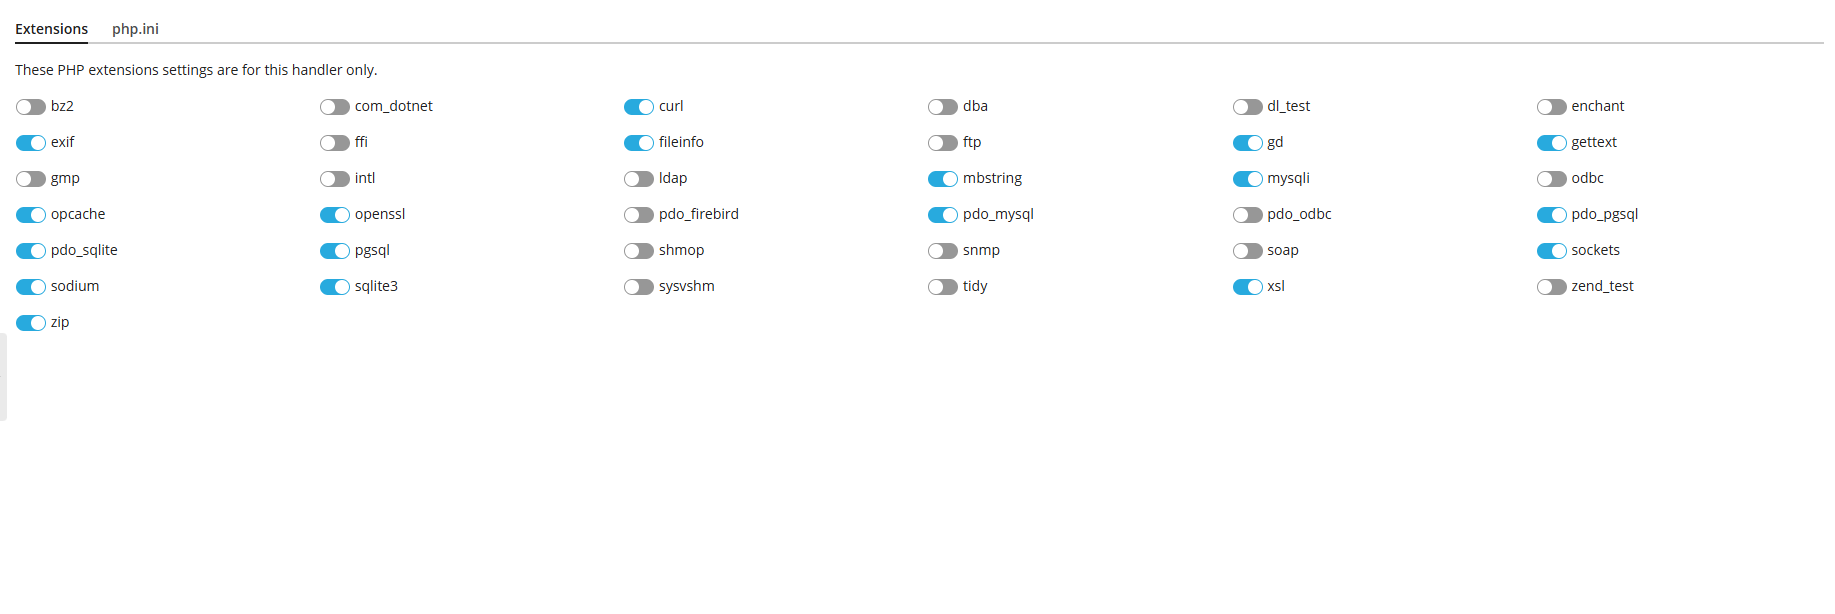 Extensions php.ini
These PHP extensions settings are for this handler only.
bz2 com_dotnet curl dba dl_test enchant
exif ffi fileinfo ftp gd gettext
gmp intl ldap mbstring mysqli odbc
opcache openssl pdo_firebird pdo_mysql pdo_odbc pdo_pgsql
pdo_sqlite pgsql shmop snmp soap sockets
sodium sqlite3 sysvshm tidy xsl zend_test
zip